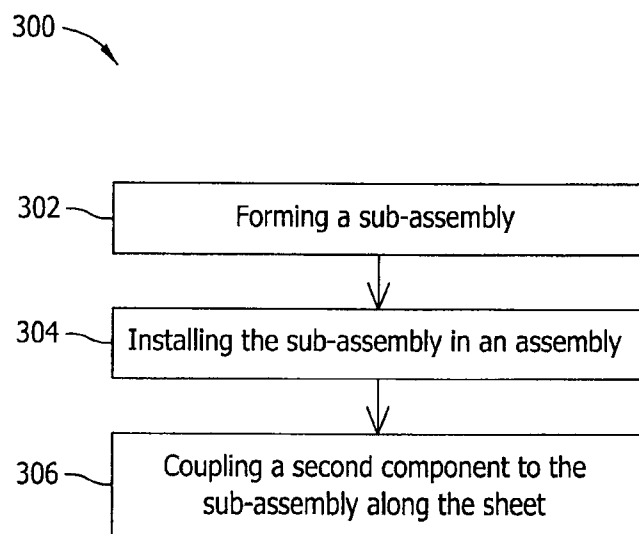 300
302
Forming a sub-assembly
304
Installing the sub-assembly in an assembly
306
Coupling a second component to the
sub-assembly along the sheet